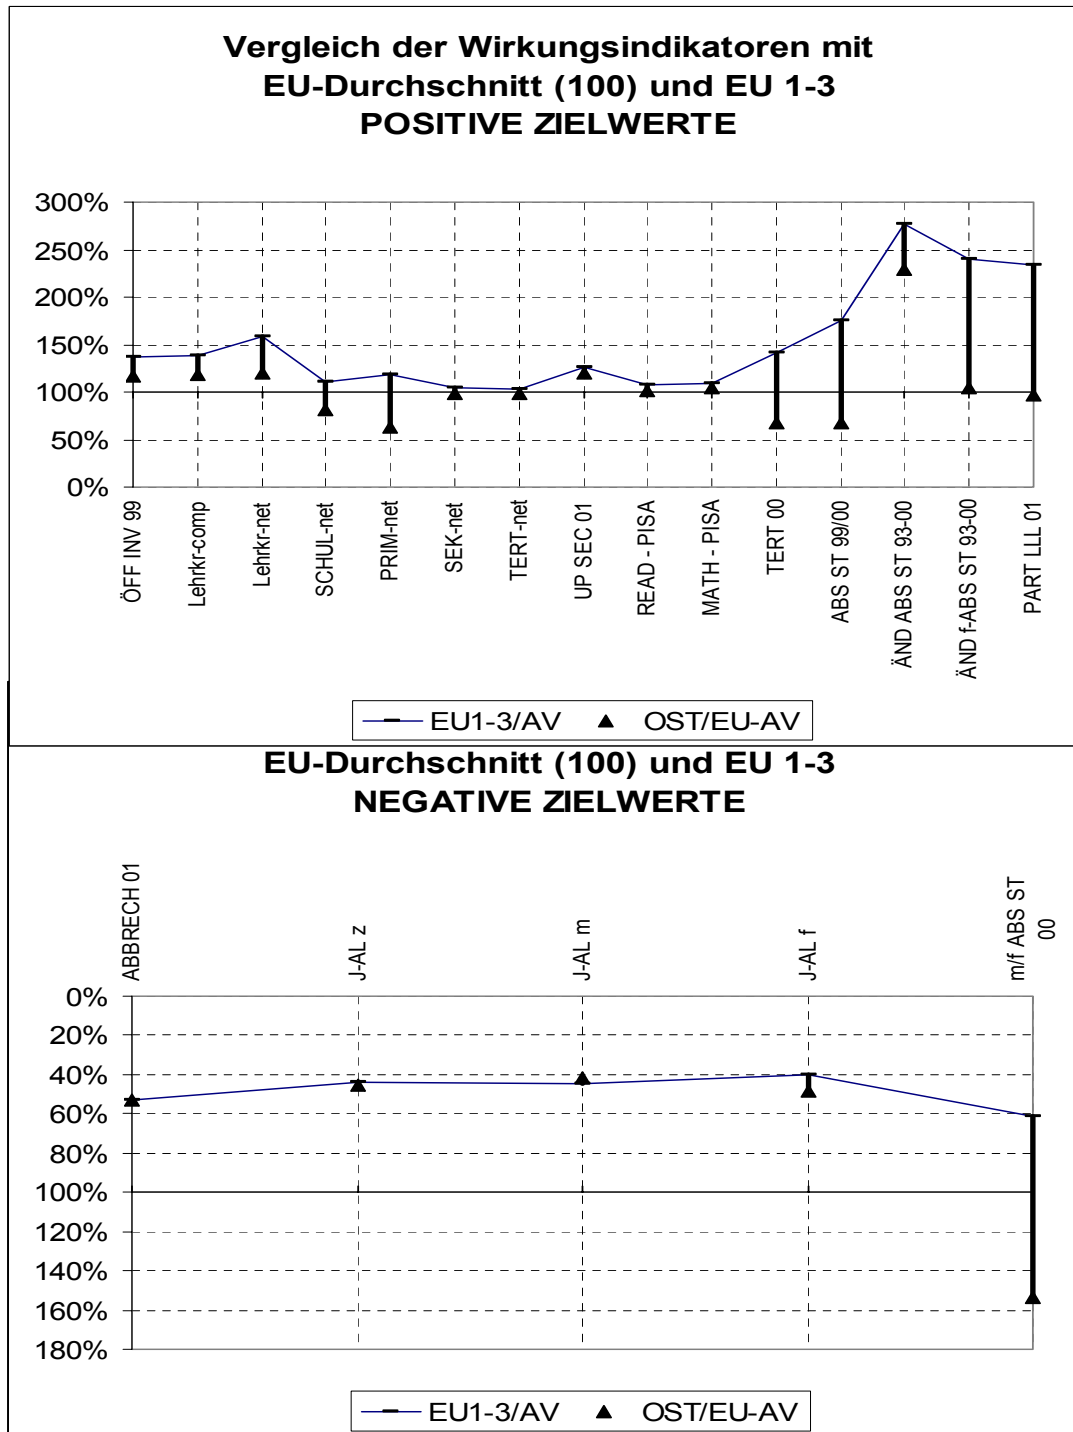 Vergleich der Wirkungsindikatoren mit
EU-Durchschnitt (100) und EU 1-3
POSITIVE ZIELWERTE
300%
250%
200%
150%
100%
50%
0%
ÖFF INV 99
Lehrkr-comp
Lehrkr-net
SCHUL-net
PRIM-net
SEK-net
TERT-net
UP SEC 01
READ - PISA
MATH - PISA
TERT 00
ABS ST 99/00
ÄND ABS ST 93-00
ÄND f-ABS ST 93-00
PART LLL 01
EU1-3/AV OST/EU-AV
EU-Durchschnitt (100) und EU 1-3
NEGATIVE ZIELWERTE
ABBRECH 01
J-AL z
J-AL m
J-AL f
m/f ABS ST
00
0%
20%
40%
60%
80%
100%
120%
140%
160%
180%
EU1-3/AV OST/EU-AV